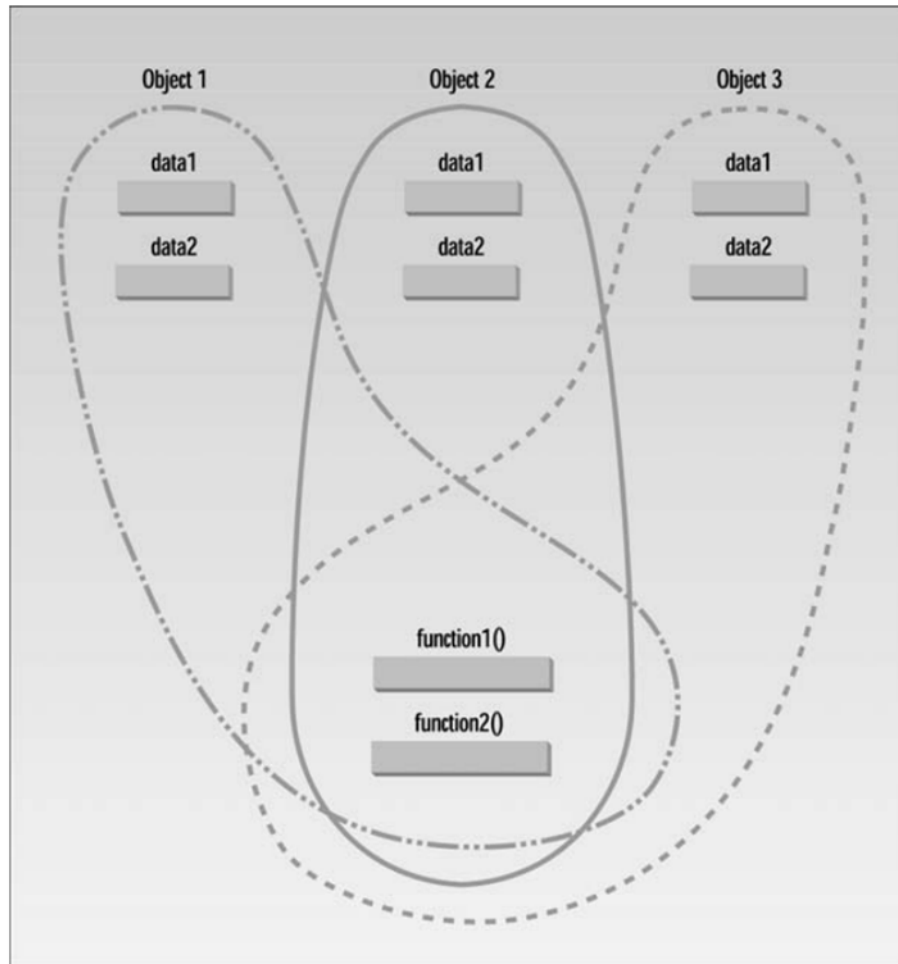 Object 1 Object 2 Object 3
data1 data1 data1
data2 data2 data2
function1()
function2()